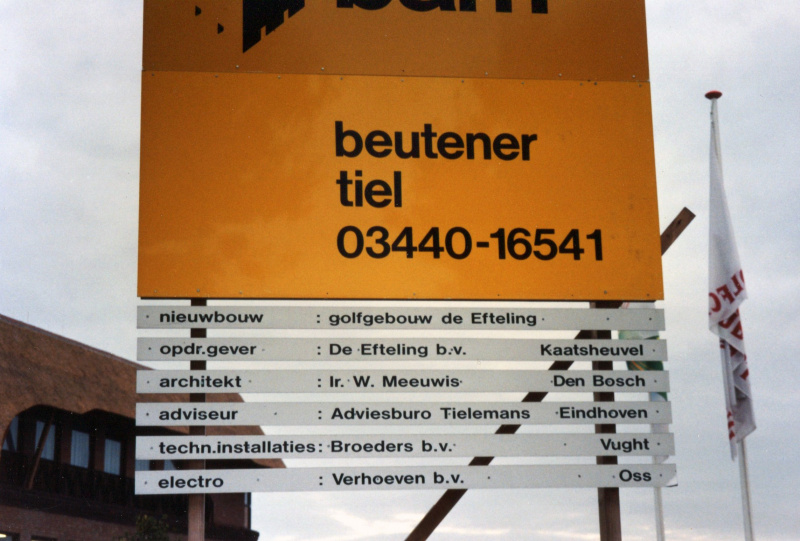 bam
beutener
tiel
03440-16541
nieuwbouw : golfgebouw de Efteling
opdr.gever : De Efteling b.v. Kaatsheuvel
architekt : Ir. W. Meeuwis Den Bosch
adviseur : Adviesburo Tielemans Eindhoven
techn.installaties : Broeders b.v. Vught
electro : Verhoeven b.v. Oss